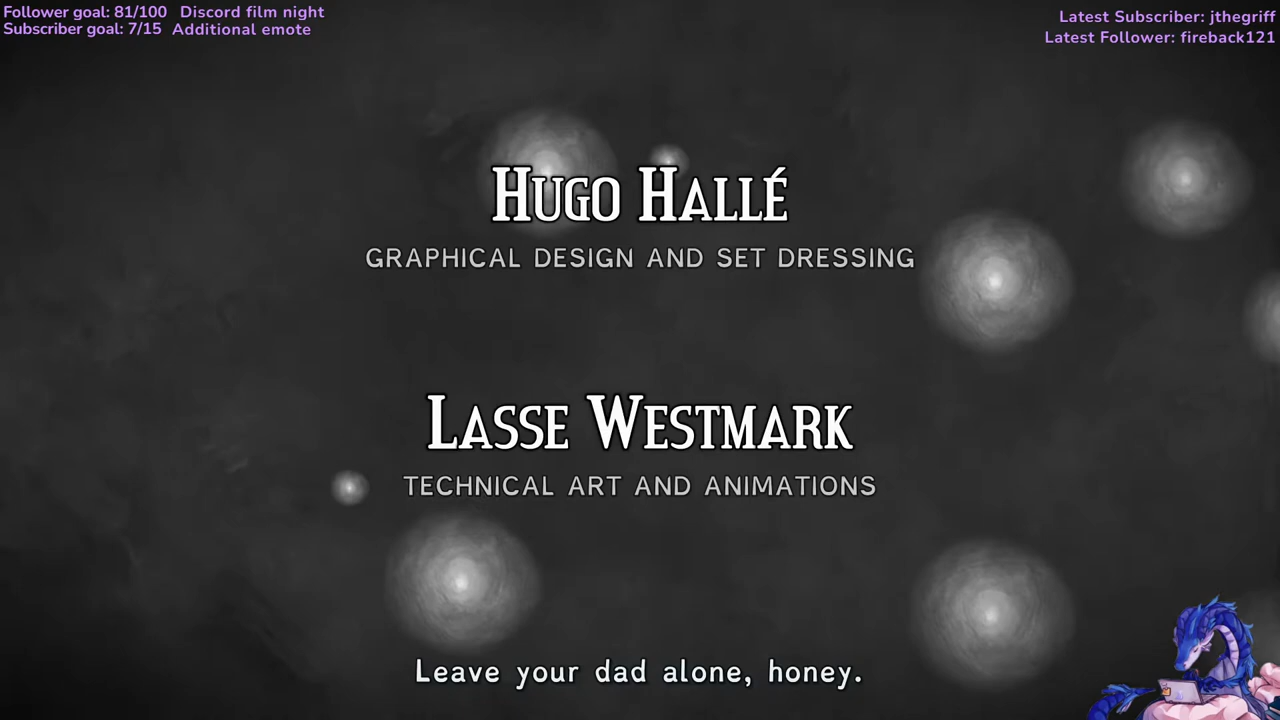 Follower goal: 81/100 Discord film night
Subscriber goal: 7/15 Additional emote
Latest Subscriber: jthegriff
Latest Follower: fireback121
HUGO HALLÉ
GRAPHICAL DESIGN AND SET DRESSING
LASSE WESTMARK
TECHNICAL ART AND ANIMATIONS
Leave your dad alone, honey.